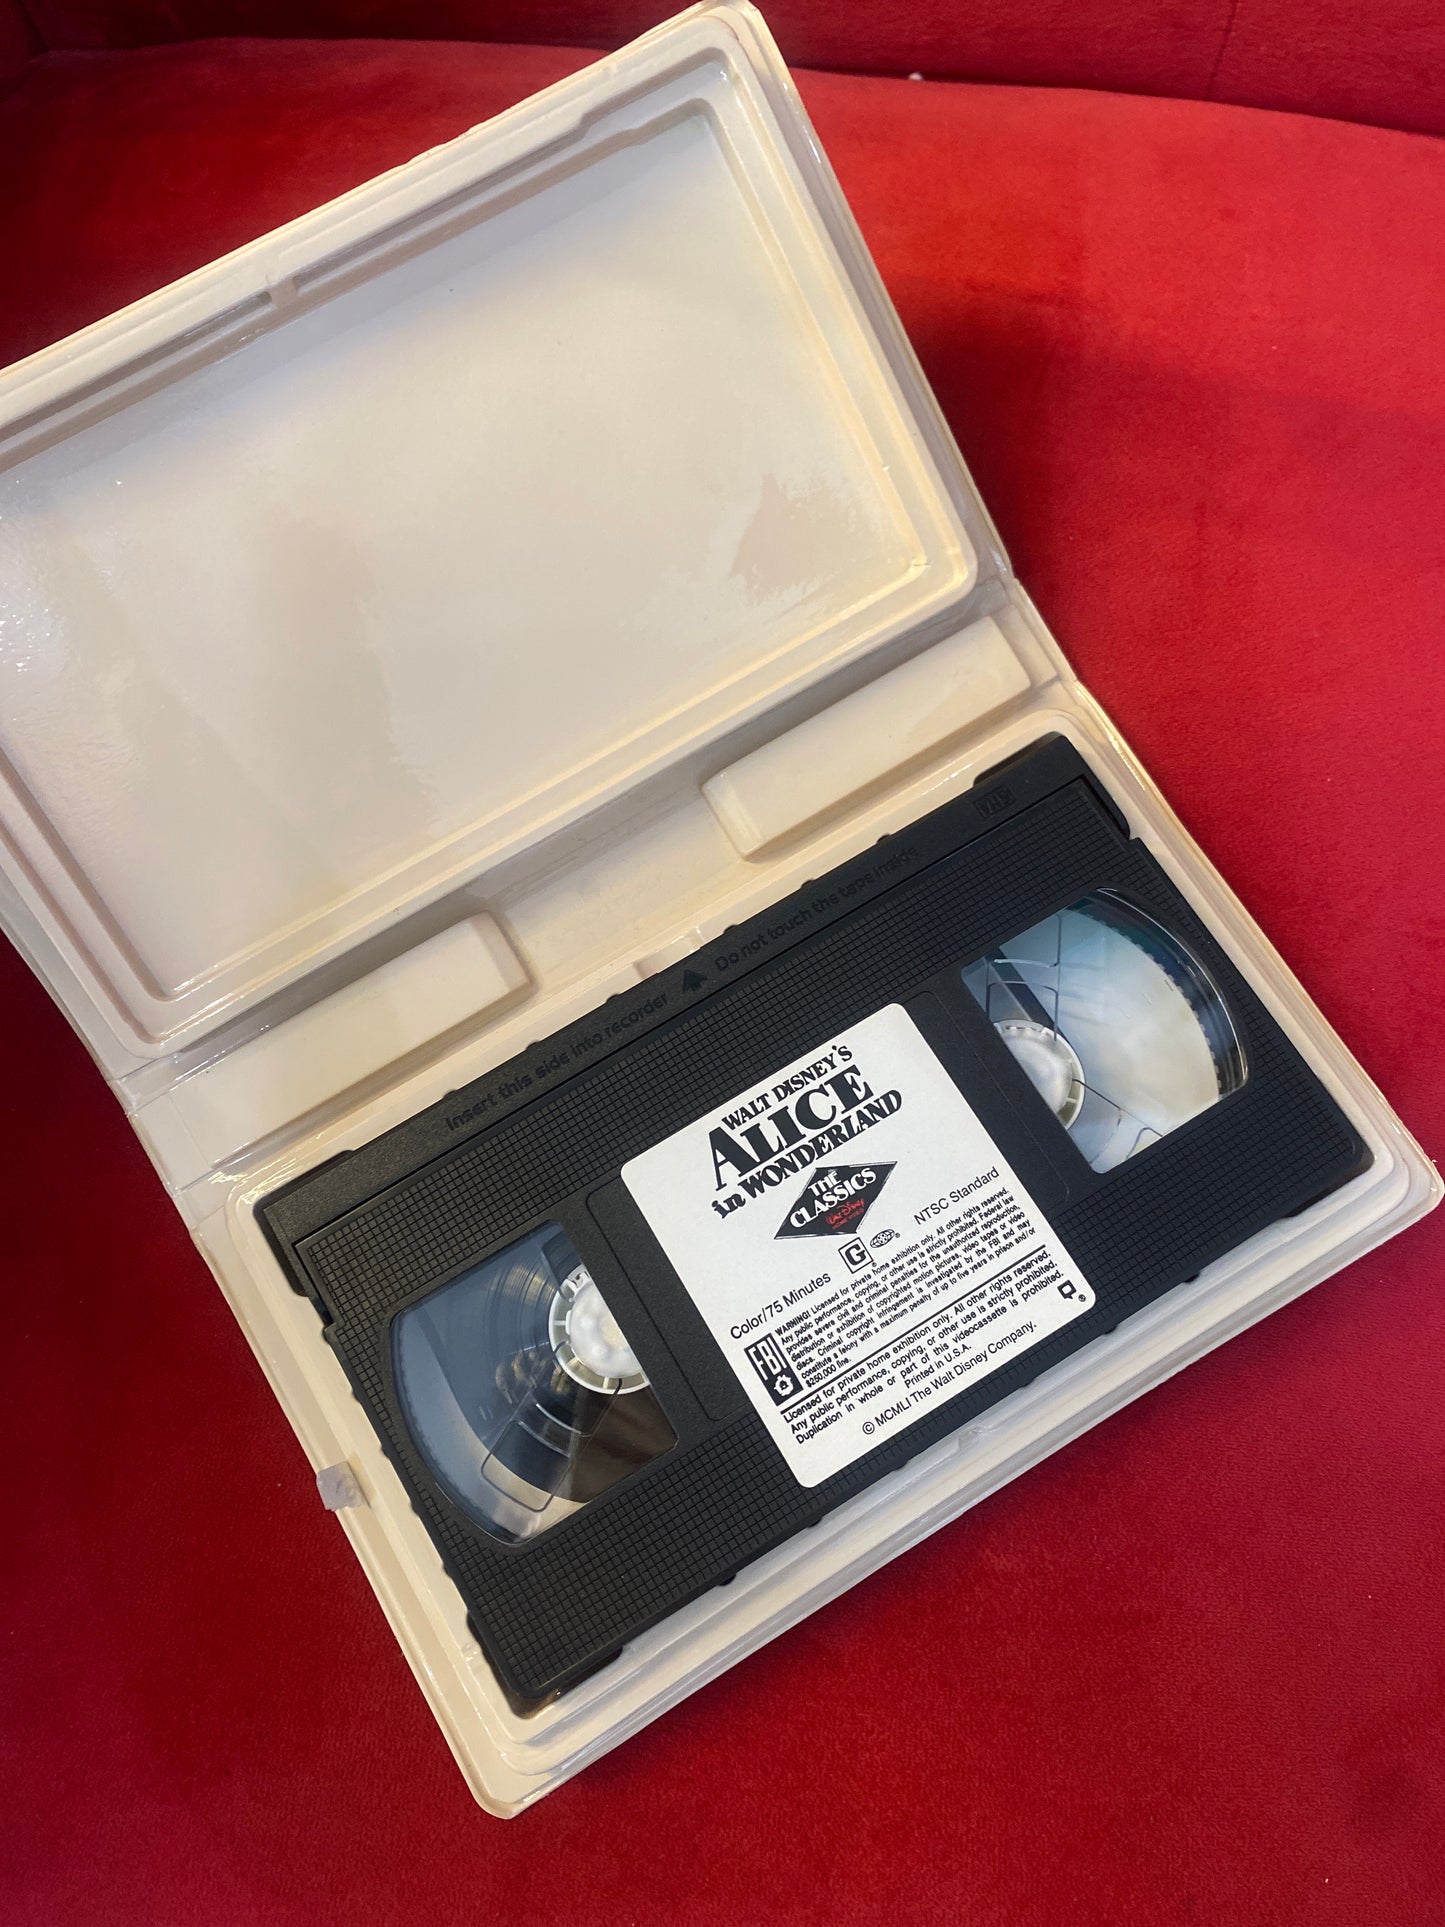 VHS
Insert this side into recorder
Do not touch the tape inside
WALT DISNEY'S
ALICE
in WONDERLAND
THE
CLASSICS
WALT DISNEY
HOME VIDEO
Color/75 Minutes
G
NTSC Standard
FBI
WARNING! Licensed for private home exhibition only. All other rights reserved.
Any public performance, copying, or other use is strictly prohibited. Federal law
provides severe civil and criminal penalties for the unauthorized reproduction,
distribution or exhibition of copyrighted motion pictures, video tapes or video
discs. Criminal copyright infringement is investigated by the FBI and may
constitute a felony with a maximum penalty of up to five years in prison and/or
$250,000 fine.
Licensed for private home exhibition only. All other rights reserved.
Any public performance, copying, or other use is strictly prohibited.
Duplication in whole or part of this videocassette is prohibited.
Printed in U.S.A.
© MCMLI The Walt Disney Company.